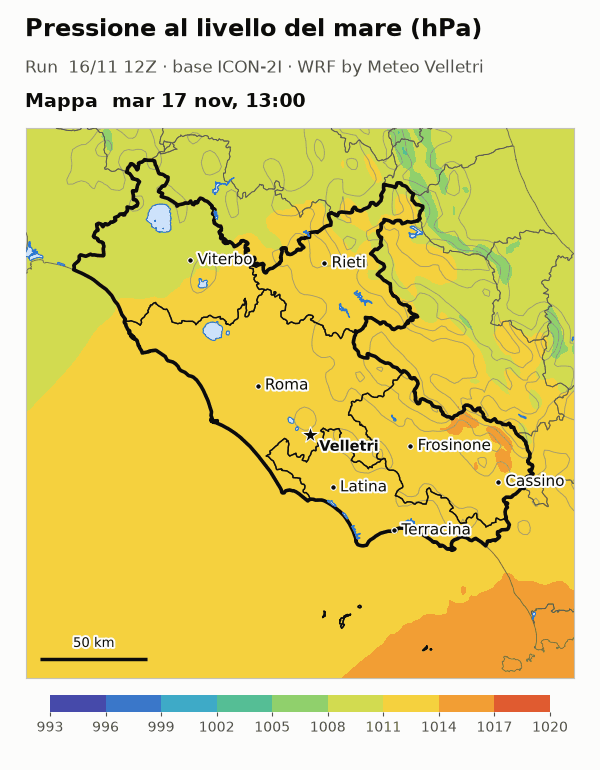 Pressione al livello del mare (hPa)
Run  16/11 12Z · base ICON-2I · WRF by Meteo Velletri
Mappa  mar 17 nov, 13:00
Viterbo
Rieti
Roma
Velletri
Frosinone
Cassino
Latina
Terracina
50 km
993 996 999 1002 1005 1008 1011 1014 1017 1020